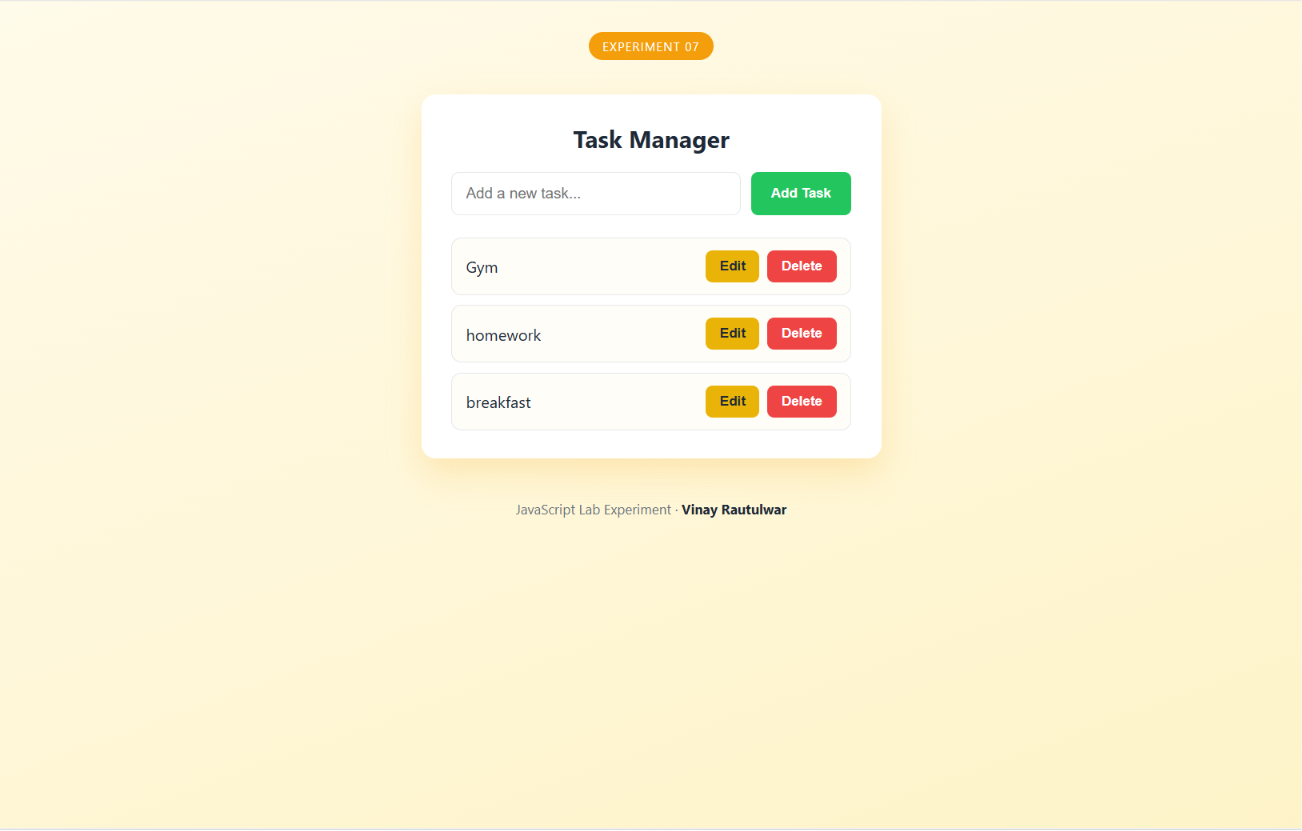 EXPERIMENT 07
Task Manager
Add a new task... Add Task
Gym Edit Delete
homework Edit Delete
breakfast Edit Delete
JavaScript Lab Experiment · Vinay Rautulwar